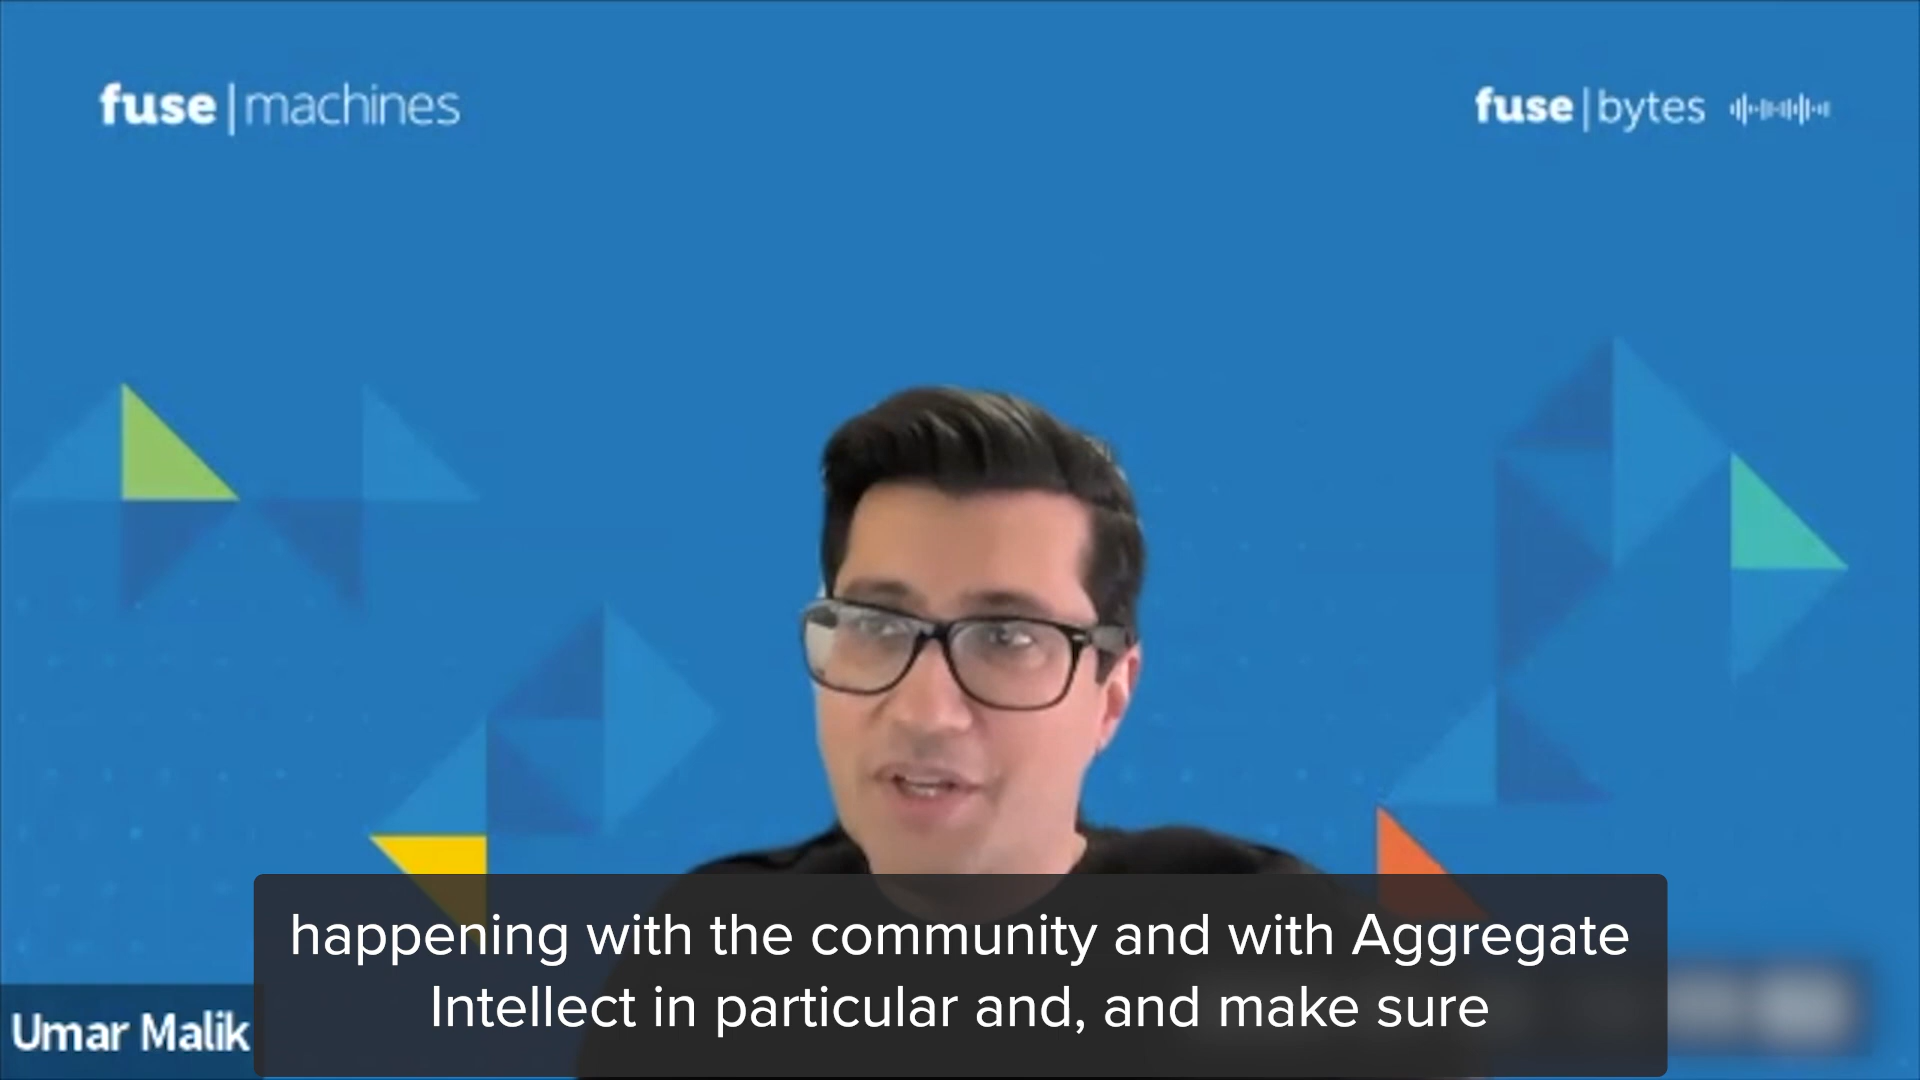 fuse|machines
fuse|bytes
happening with the community and with Aggregate
Intellect in particular and, and make sure
Umar Malik